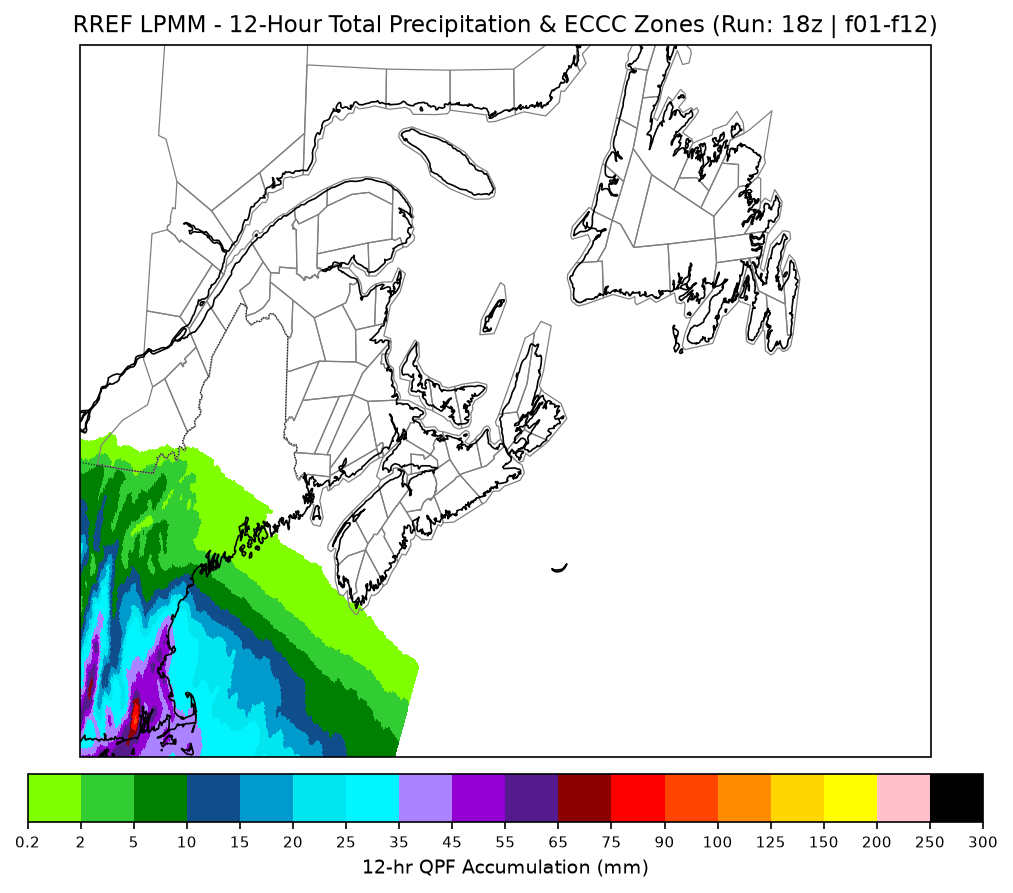 RREF LPMM - 12-Hour Total Precipitation & ECCC Zones (Run: 18z | f01-f12)
0.2 2 5 10 15 20 25 35 45 55 65 75 80 90 100 125 150 200 250 300
12-hr QPF Accumulation (mm)